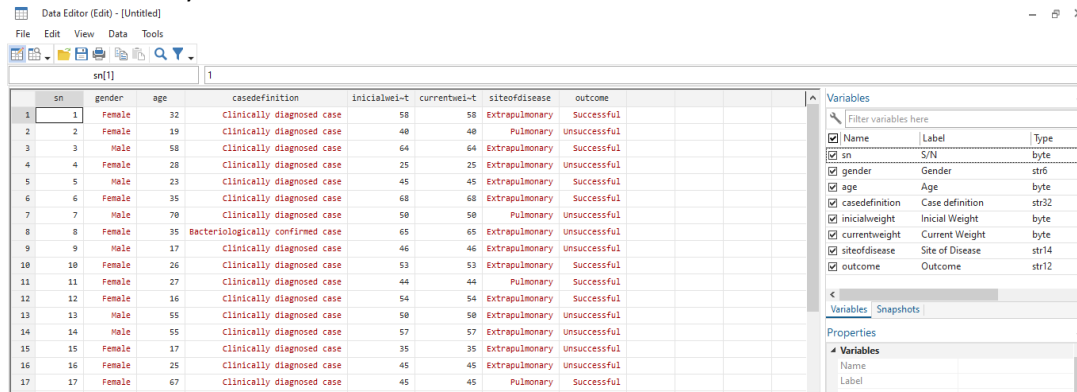 Data Editor (Edit) - [Untitled]
File Edit View Data Tools
sn[1] 1
sn gender age casedefinition inicialwei~t currentwei~t siteofdisease outcome
1 1 Female 32 Clinically diagnosed case 58 58 Extrapulmonary Successful
2 2 Female 19 Clinically diagnosed case 40 40 Pulmonary Unsuccessful
3 3 Male 58 Clinically diagnosed case 64 64 Extrapulmonary Successful
4 4 Female 28 Clinically diagnosed case 25 25 Extrapulmonary Unsuccessful
5 5 Male 23 Clinically diagnosed case 45 45 Extrapulmonary Successful
6 6 Female 35 Clinically diagnosed case 68 68 Extrapulmonary Successful
7 7 Male 70 Clinically diagnosed case 50 50 Pulmonary Unsuccessful
8 8 Female 35 Bacteriologically confirmed case 65 65 Extrapulmonary Unsuccessful
9 9 Male 17 Clinically diagnosed case 46 46 Extrapulmonary Successful
10 10 Female 26 Clinically diagnosed case 53 53 Extrapulmonary Successful
11 11 Female 27 Clinically diagnosed case 44 44 Pulmonary Successful
12 12 Female 16 Clinically diagnosed case 54 54 Extrapulmonary Successful
13 13 Male 55 Clinically diagnosed case 50 50 Extrapulmonary Unsuccessful
14 14 Male 55 Clinically diagnosed case 57 57 Extrapulmonary Unsuccessful
15 15 Female 17 Clinically diagnosed case 35 35 Extrapulmonary Unsuccessful
16 16 Female 25 Clinically diagnosed case 45 45 Extrapulmonary Unsuccessful
17 17 Female 67 Clinically diagnosed case 45 45 Pulmonary Successful
Variables
Filter variables here
Name Label Type
sn S/N byte
gender Gender str6
age Age byte
casedefinition Case definition str32
inicialweight Inicial Weight byte
currentweight Current Weight byte
siteofdisease Site of Disease str14
outcome Outcome str12
Variables Snapshots
Properties
Variables
Name
Label